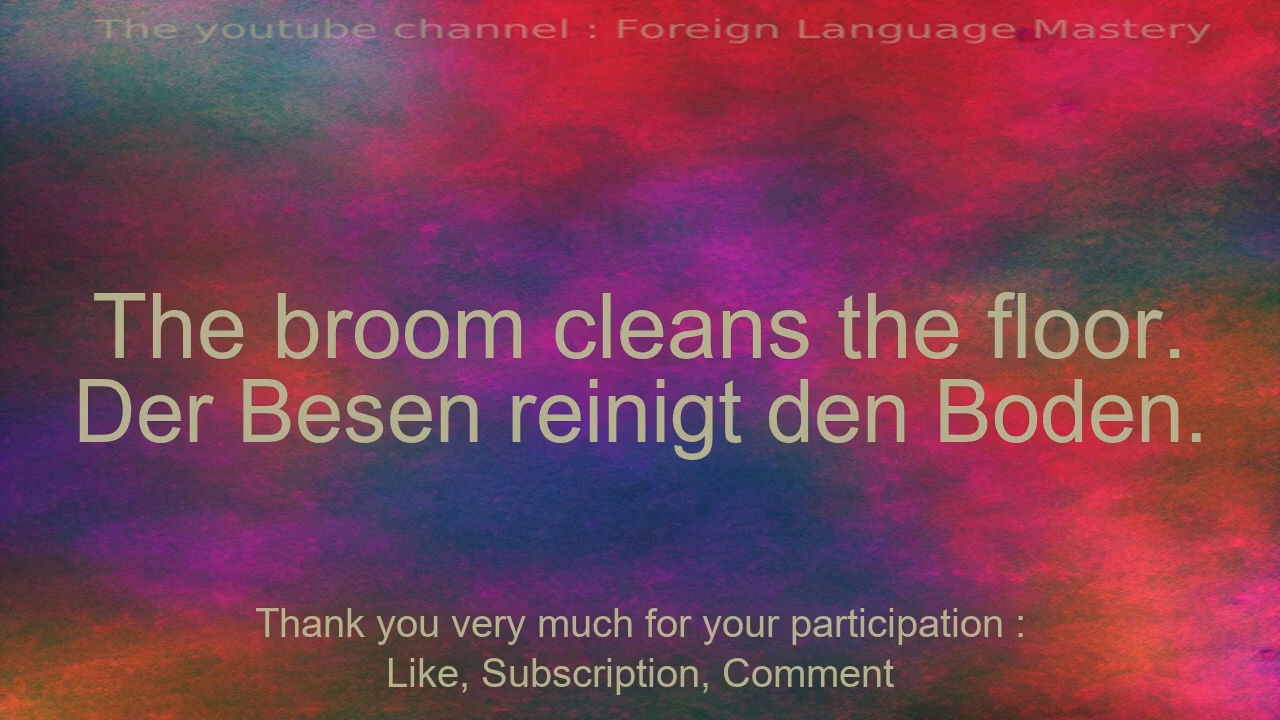 The youtube channel : Foreign Language Mastery
The broom cleans the floor.
Der Besen reinigt den Boden.
Thank you very much for your participation :
Like, Subscription, Comment